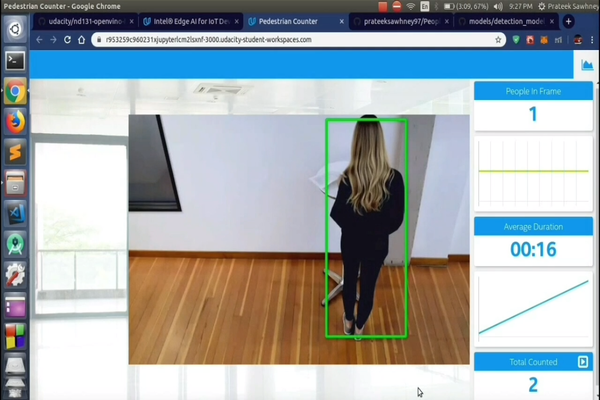 Pedestrian Counter - Google Chrome
En
(3:09, 67%)
9:27 PM
Prateek Sawhney
udacity/nd131-openvino-
Intel® Edge AI for IoT Dev
Pedestrian Counter
prateeksawhney97/Peop
models/detection_model
r953259c960231xjupyterlcm2lsxnf-3000.udacity-student-workspaces.com
People In Frame
1
Average Duration
00:16
Total Counted
2